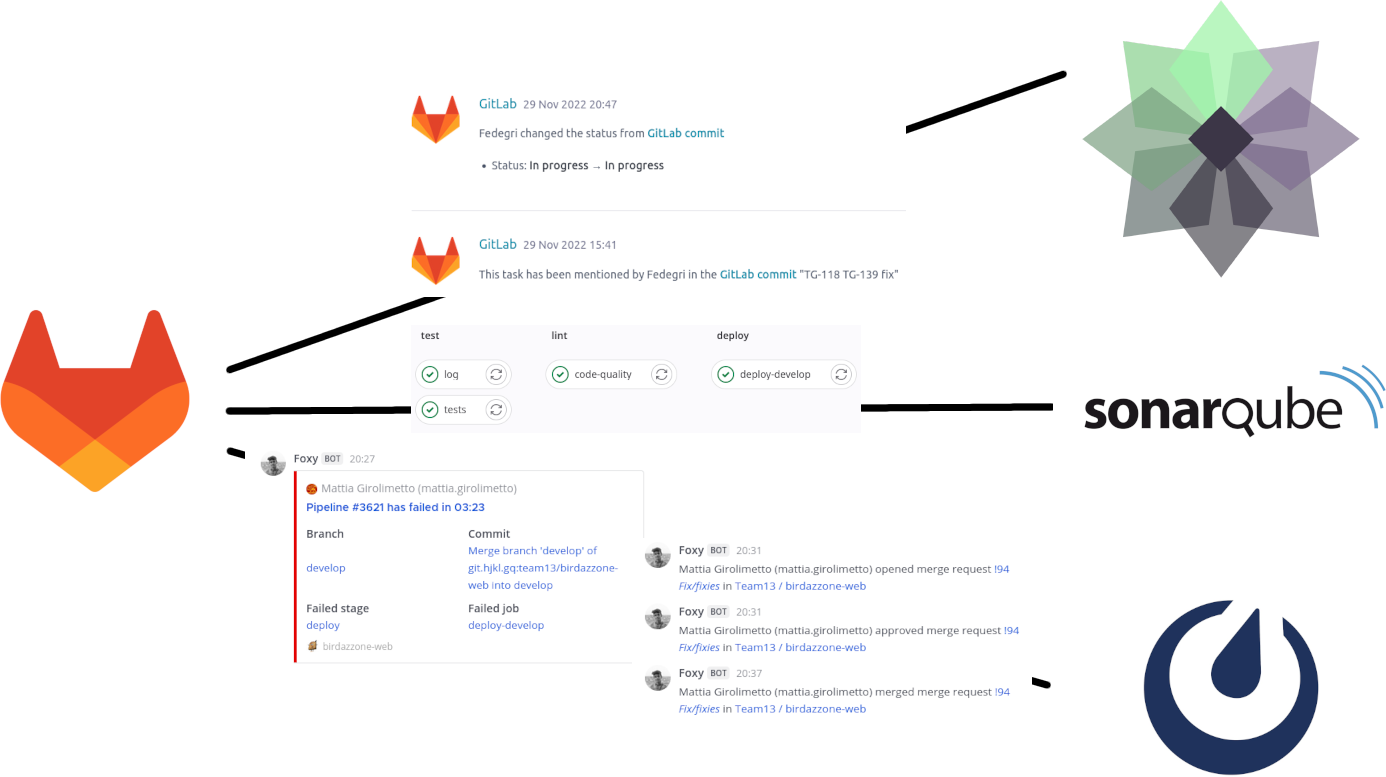 GitLab 29 Nov 2022 20:47
Fedegri changed the status from GitLab commit
• Status: In progress → In progress
GitLab 29 Nov 2022 15:41
This task has been mentioned by Fedegri in the GitLab commit "TG-118 TG-139 fix"
test lint deploy
log code-quality deploy-develop
tests
sonarqube
Foxy BOT 20:27
Mattia Girolimetto (mattia.girolimetto)
Pipeline #3621 has failed in 03:23
Branch Commit
Merge branch 'develop' of
develop git.hjkl.gq:team13/birdazzone-
web into develop
Failed stage Failed job
deploy deploy-develop
birdazzone-web
Foxy BOT 20:31
Mattia Girolimetto (mattia.girolimetto) opened merge request !94
Fix/fixies in Team13 / birdazzone-web
Foxy BOT 20:31
Mattia Girolimetto (mattia.girolimetto) approved merge request !94
Fix/fixies in Team13 / birdazzone-web
Foxy BOT 20:37
Mattia Girolimetto (mattia.girolimetto) merged merge request !94
Fix/fixies in Team13 / birdazzone-web